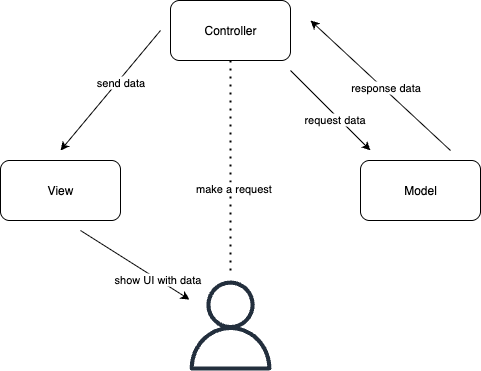 Controller
send data
response data
request data
View
make a request
Model
show UI with data